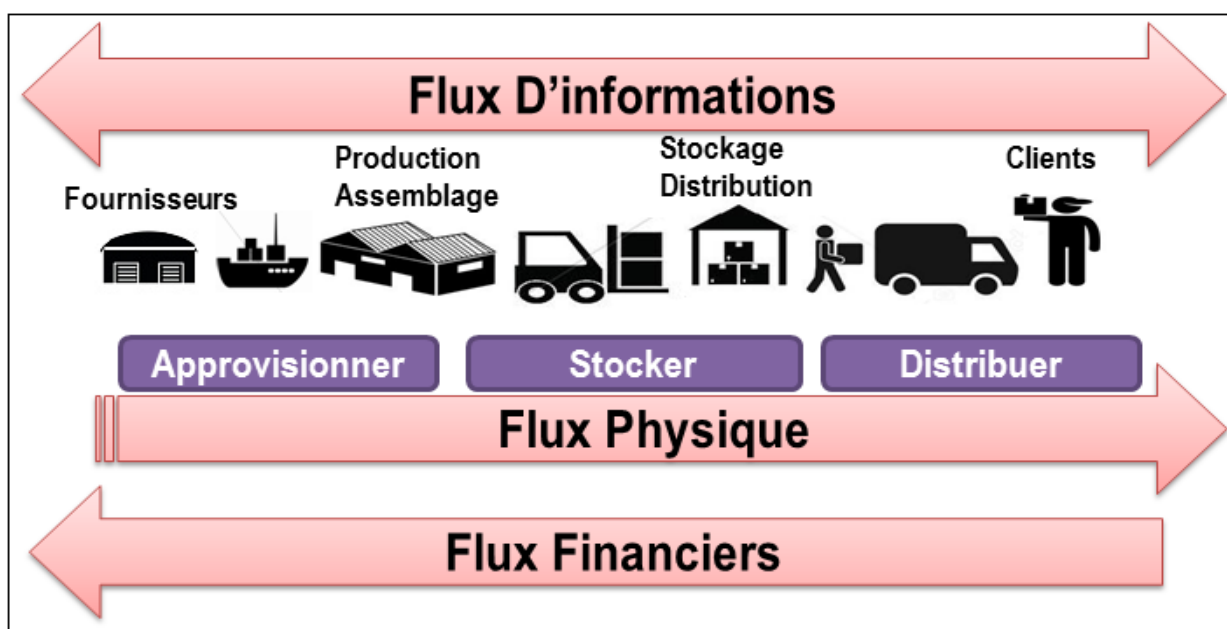 Flux D'informations
Fournisseurs
Production
Assemblage
Stockage
Distribution
Clients
Approvisionner
Stocker
Distribuer
Flux Physique
Flux Financiers